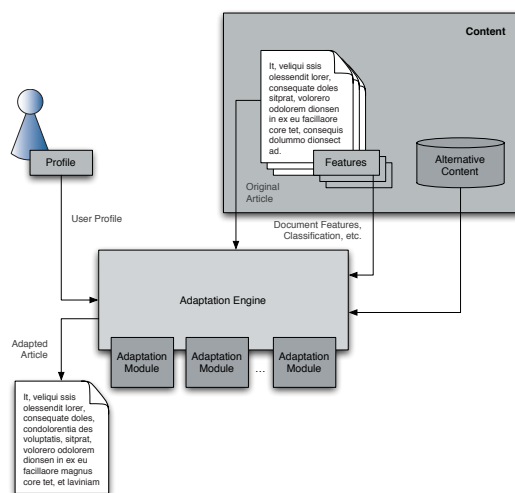 Content
It, veliqui ssis
olessendit lorer,
consequate doles
sitprat, volorero
odolorem dionsen
in ex eu facillaore
core tet, consequis
dolummo dionsect
ad.
Profile
Features
Alternative
Content
Original
Article
User Profile
Document Features,
Classification, etc.
Adaptation Engine
Adapted
Article
Adaptation
Module
Adaptation
Module
...
Adaptation
Module
It, veliqui ssis
olessendit lorer,
consequate doles,
condolorentia des
voluptatis, sitprat,
volorero odolorem
dionsen in ex eu
facillaore magnus
core tet, et laviniam